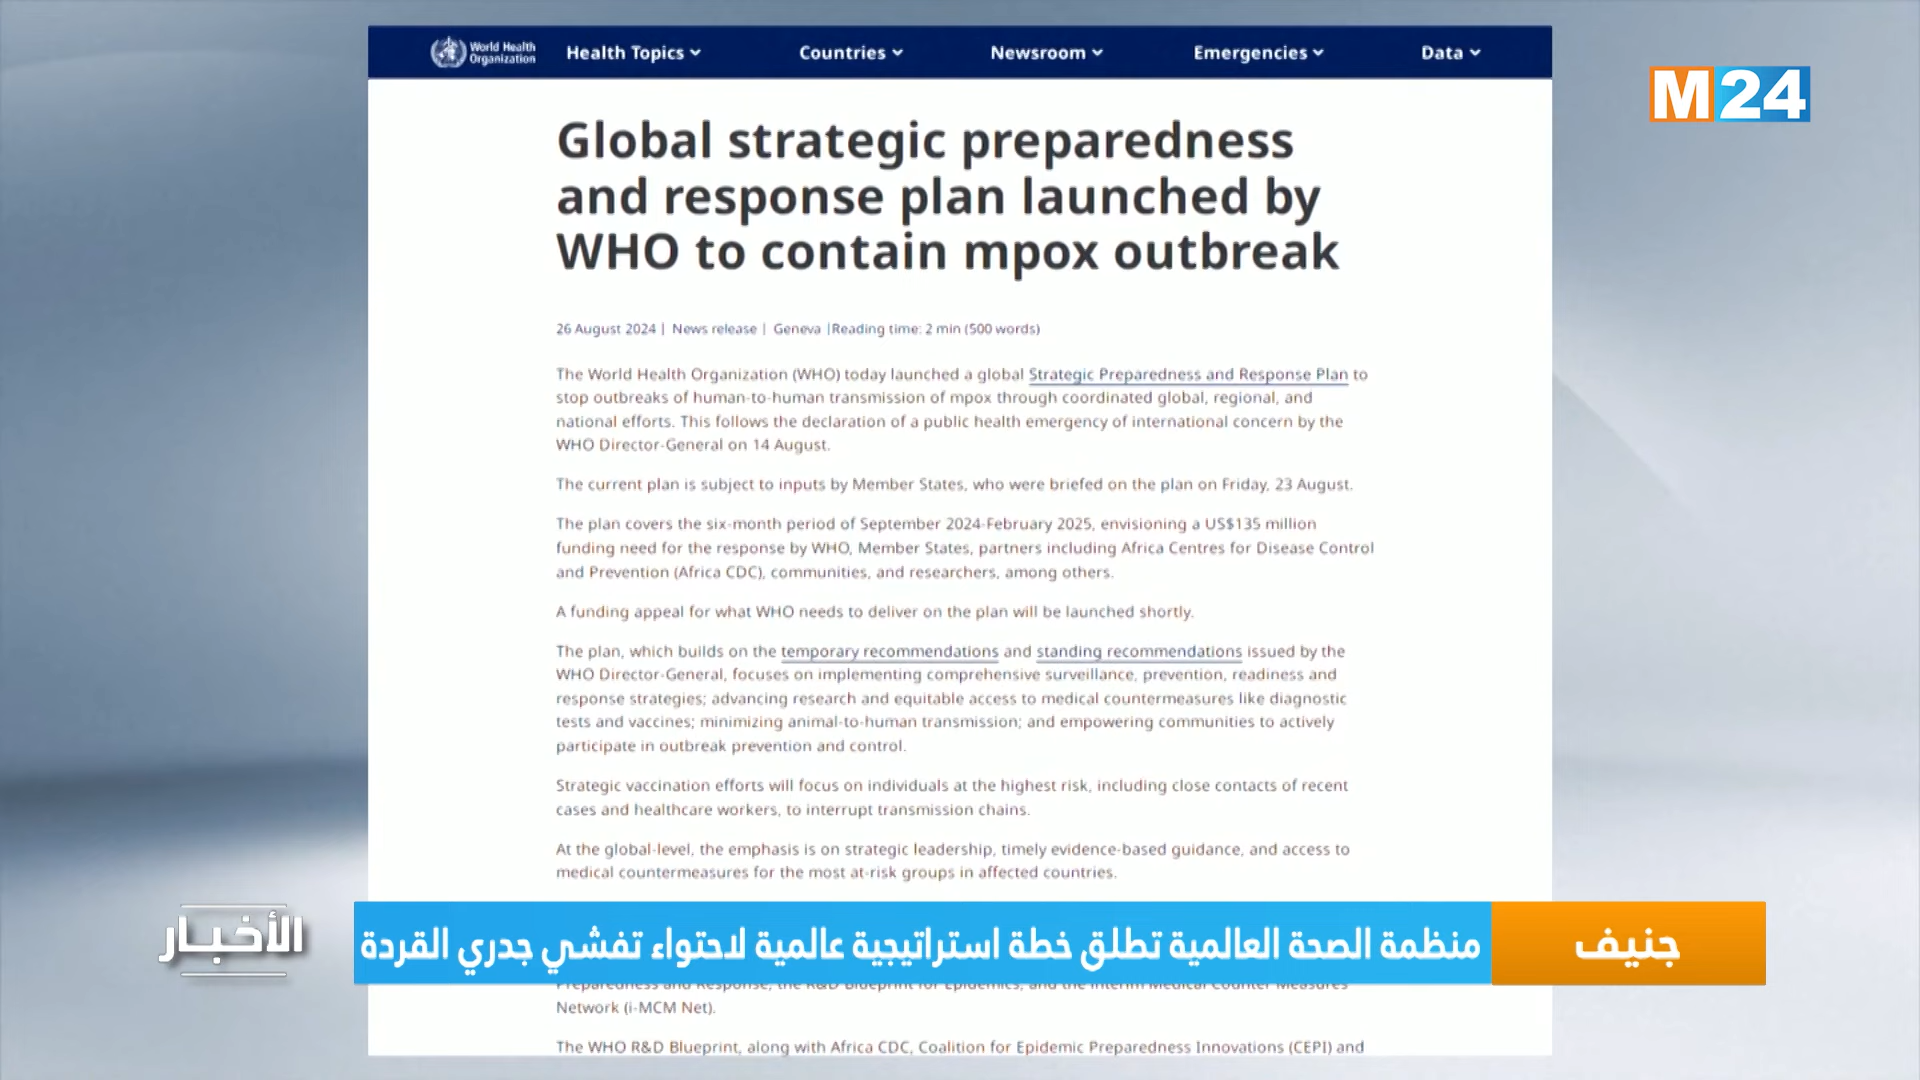 World Health
Organization
Health Topics
Countries
Newsroom
Emergencies
Data
M24
Global strategic preparedness
and response plan launched by
WHO to contain mpox outbreak
26 August 2024 | News release | Geneva |Reading time: 2 min (500 words)
The World Health Organization (WHO) today launched a global Strategic Preparedness and Response Plan to
stop outbreaks of human-to-human transmission of mpox through coordinated global, regional, and
national efforts. This follows the declaration of a public health emergency of international concern by the
WHO Director-General on 14 August.
The current plan is subject to inputs by Member States, who were briefed on the plan on Friday, 23 August.
The plan covers the six-month period of September 2024-February 2025, envisioning a US$135 million
funding need for the response by WHO, Member States, partners including Africa Centres for Disease Control
and Prevention (Africa CDC), communities, and researchers, among others.
A funding appeal for what WHO needs to deliver on the plan will be launched shortly.
The plan, which builds on the temporary recommendations and standing recommendations issued by the
WHO Director-General, focuses on implementing comprehensive surveillance, prevention, readiness and
response strategies; advancing research and equitable access to medical countermeasures like diagnostic
tests and vaccines; minimizing animal-to-human transmission; and empowering communities to actively
participate in outbreak prevention and control.
Strategic vaccination efforts will focus on individuals at the highest risk, including close contacts of recent
cases and healthcare workers, to interrupt transmission chains.
At the global-level, the emphasis is on strategic leadership, timely evidence-based guidance, and access to
medical countermeasures for the most at-risk groups in affected countries.
جنيف
منظمة الصحة العالمية تطلق خطة استراتيجية عالمية لاحتواء تفشي جدري القردة
الأخبار
Preparedness and Response, the R&D Blueprint for Epidemics, and the Interim Medical Counter Measures
Network (i-MCM Net).
The WHO R&D Blueprint, along with Africa CDC, Coalition for Epidemic Preparedness Innovations (CEPI) and